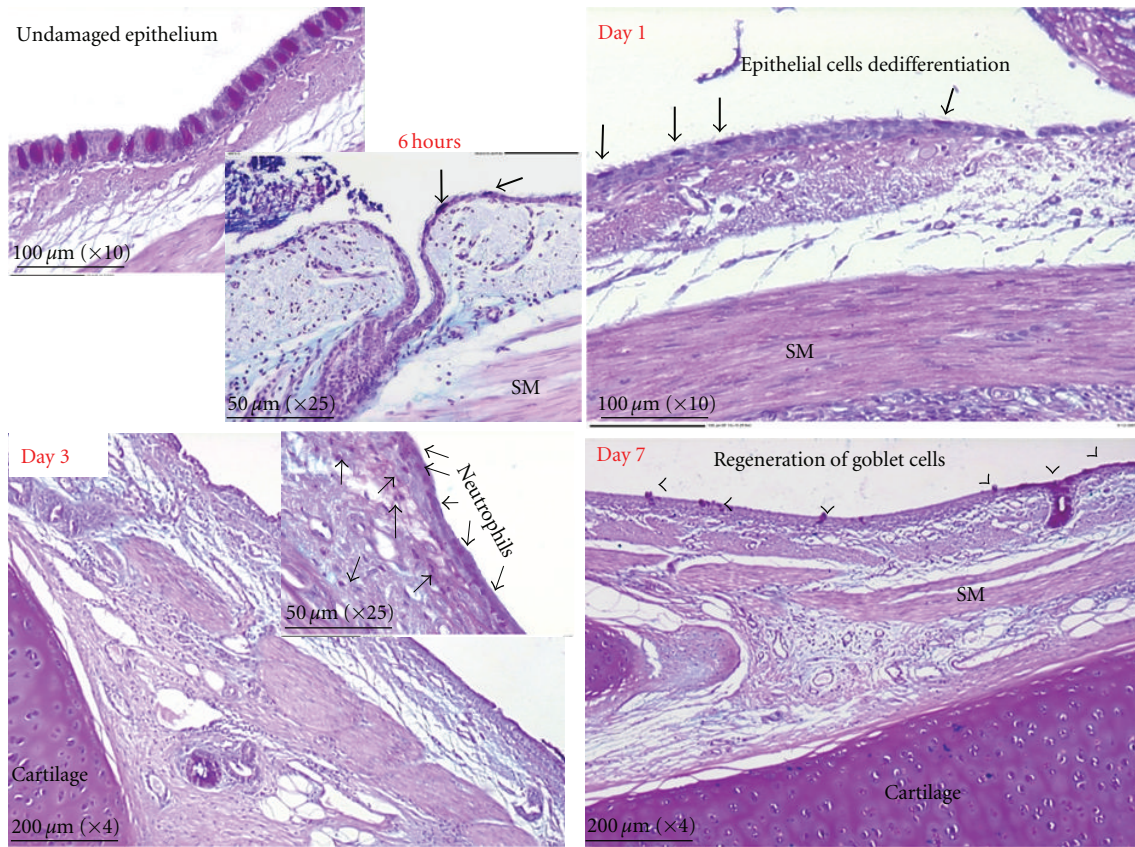 Undamaged epithelium
100 µm (×10)
6 hours
SM
50 µm (×25)
Day 1
Epithelial cells dedifferentiation
SM
100 µm (×10)
Day 3
Neutrophils
50 µm (×25)
Cartilage
200 µm (×4)
Day 7
Regeneration of goblet cells
SM
Cartilage
200 µm (×4)